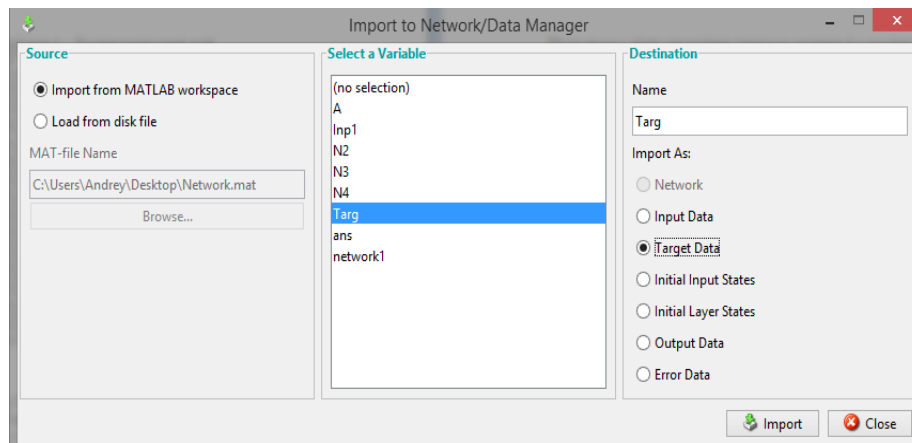 Import to Network/Data Manager
Source
Import from MATLAB workspace
Load from disk file
MAT-file Name
C:\Users\Andrey\Desktop\Network.mat
Browse...
Select a Variable
(no selection)
A
Inp1
N2
N3
N4
Targ
ans
network1
Destination
Name
Targ
Import As:
Network
Input Data
Target Data
Initial Input States
Initial Layer States
Output Data
Error Data
Import
Close